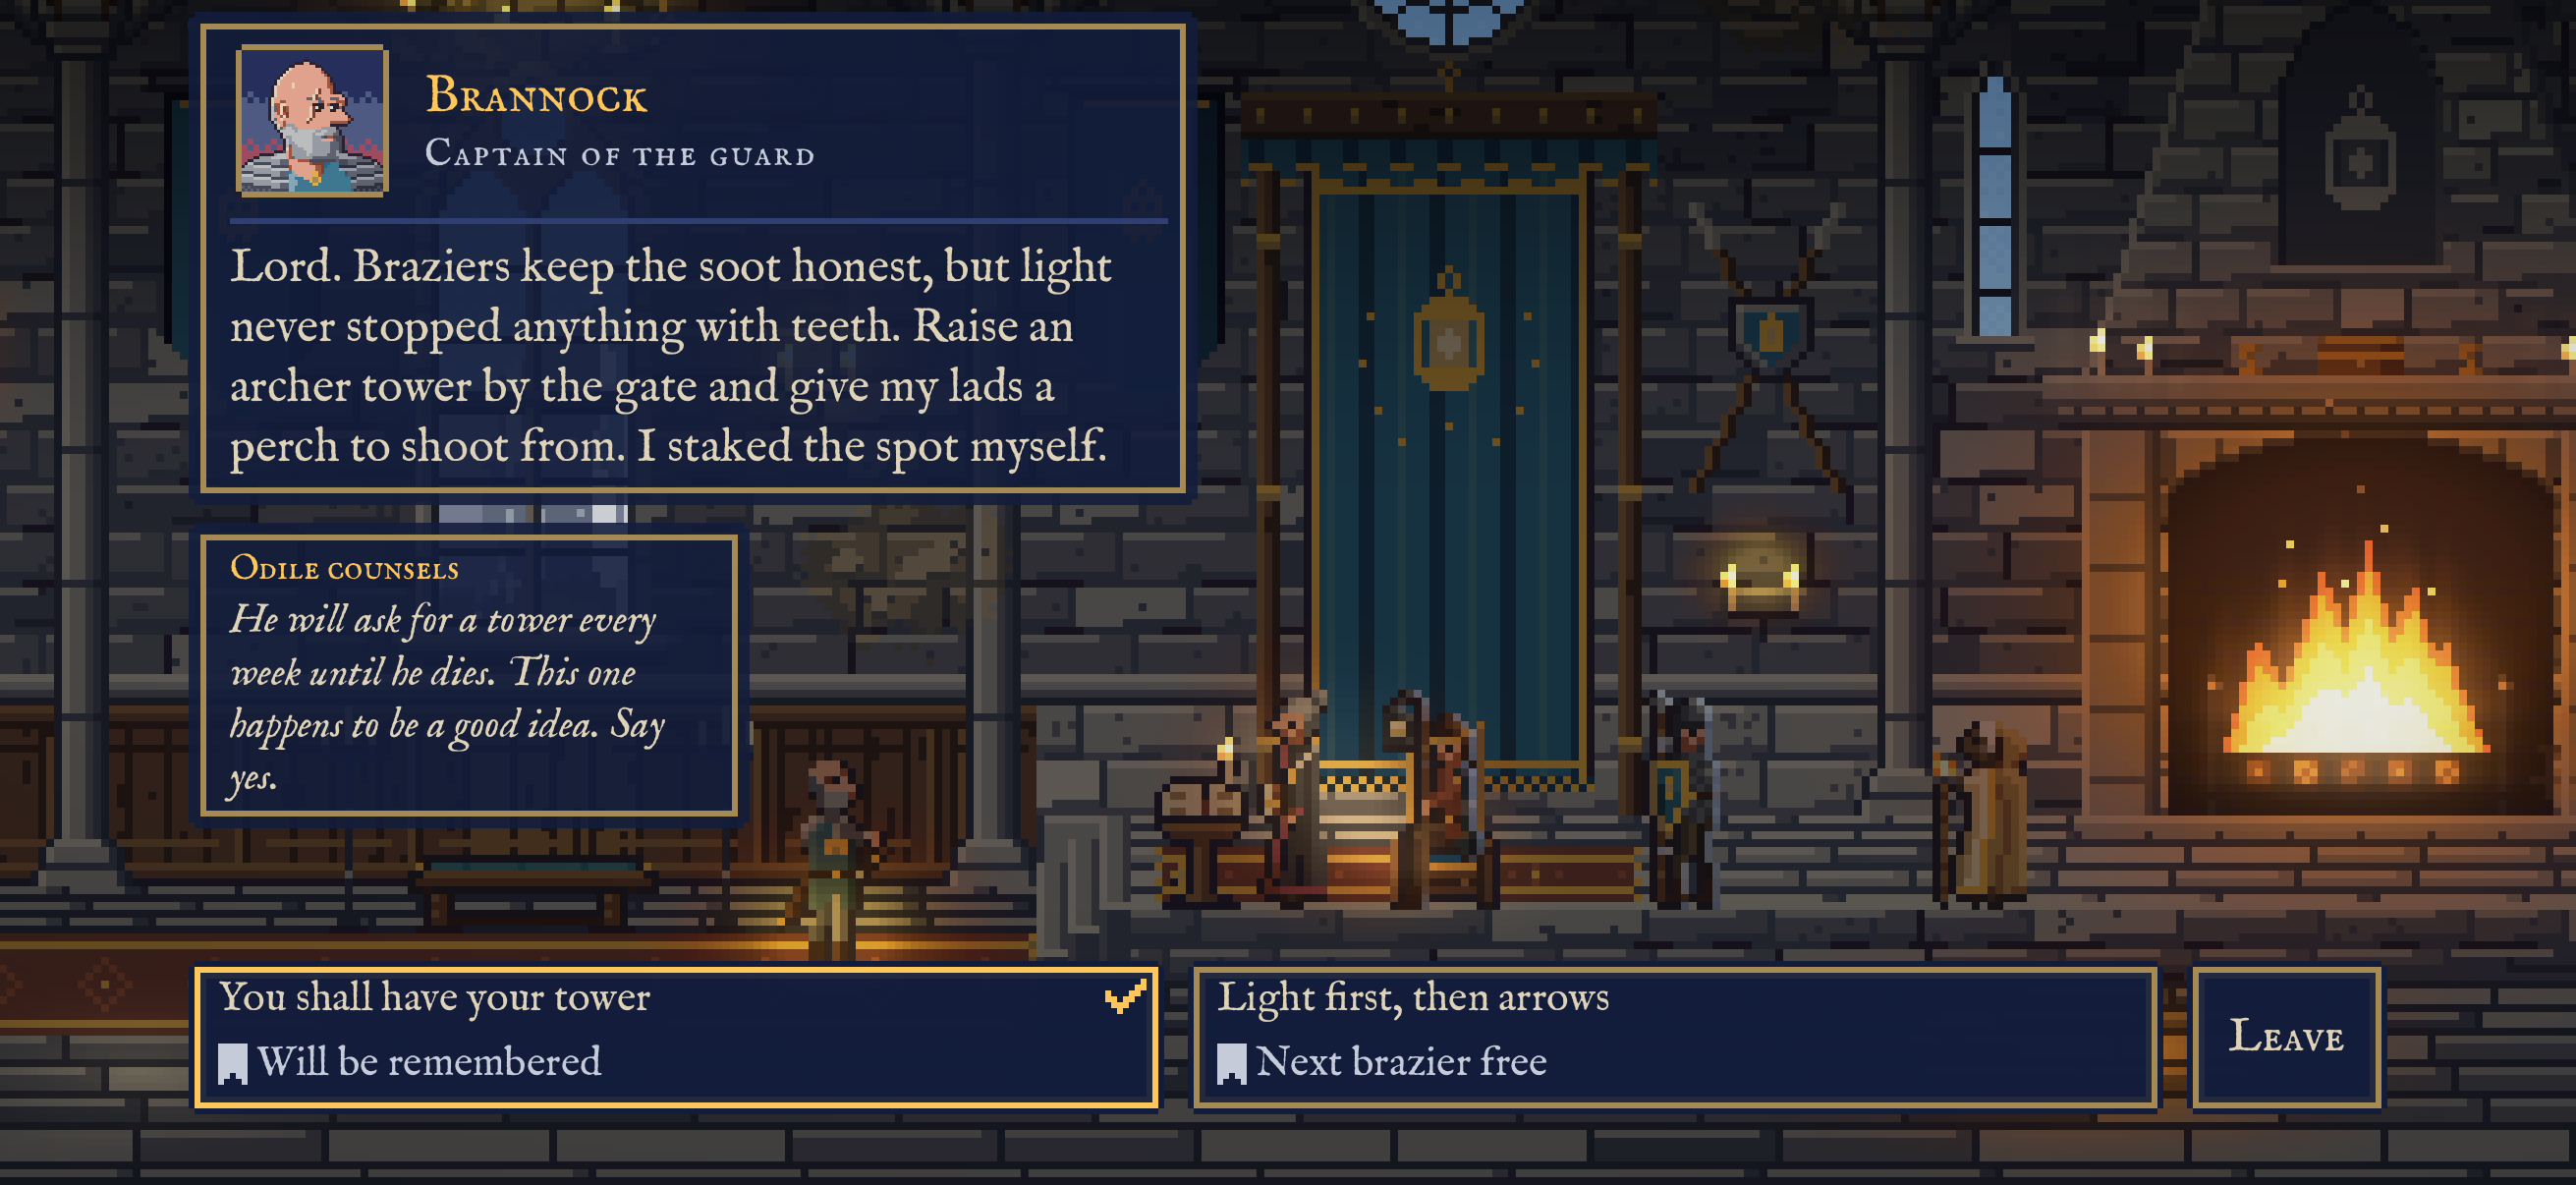 Brannock
Captain of the guard
Lord. Braziers keep the soot honest, but light
never stopped anything with teeth. Raise an
archer tower by the gate and give my lads a
perch to shoot from. I staked the spot myself.
Odile counsels
He will ask for a tower every
week until he dies. This one
happens to be a good idea. Say
yes.
You shall have your tower
Will be remembered
Light first, then arrows
Next brazier free
Leave